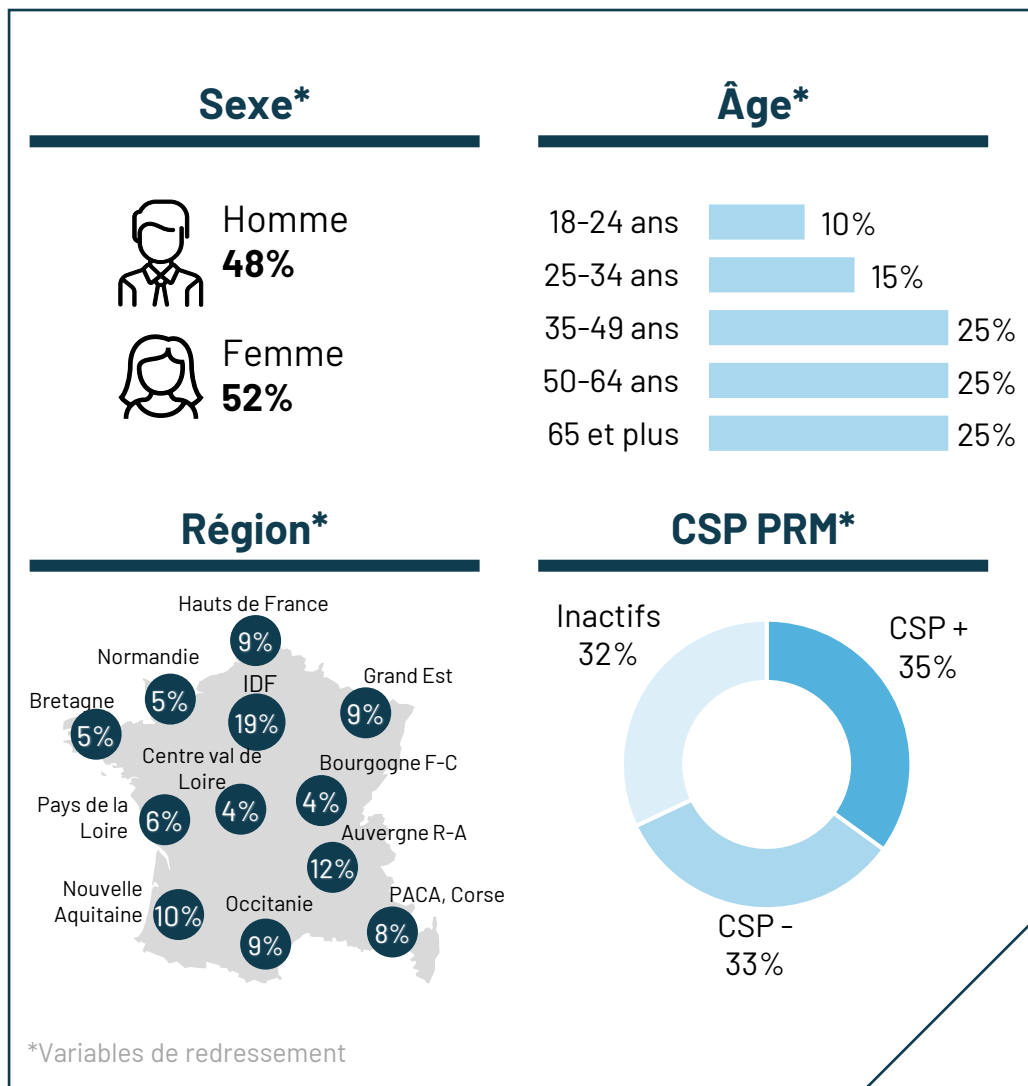 Sexe*
Homme
48%
Femme
52%
Âge*
18-24 ans
10%
25-34 ans
15%
35-49 ans
25%
50-64 ans
25%
65 et plus
25%
Région*
Hauts de France
9%
Normandie
5%
IDF
19%
Grand Est
9%
Bretagne
5%
Centre val de
Loire
4%
Bourgogne F-C
4%
Pays de la
Loire
6%
Auvergne R-A
12%
Nouvelle
Aquitaine
10%
Occitanie
9%
PACA, Corse
8%
CSP PRM*
Inactifs
32%
CSP +
35%
CSP -
33%
*Variables de redressement